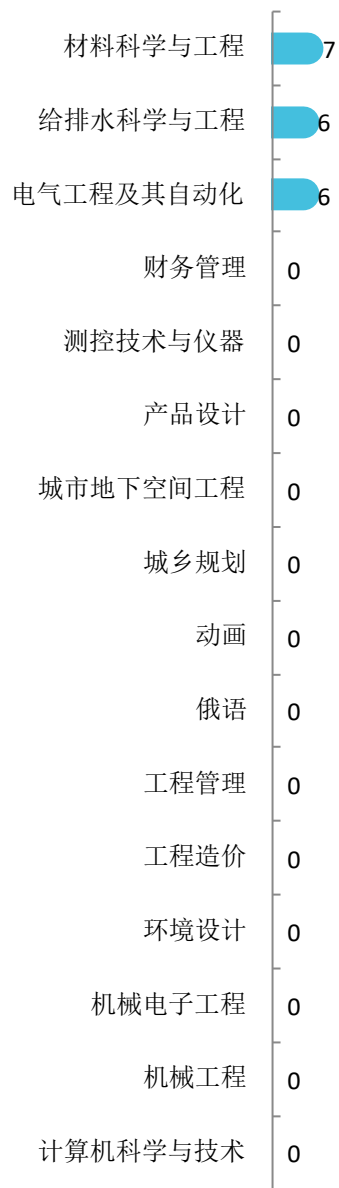 材料科学与工程 7
给排水科学与工程 6
电气工程及其自动化 6
财务管理 0
测控技术与仪器 0
产品设计 0
城市地下空间工程 0
城乡规划 0
动画 0
俄语 0
工程管理 0
工程造价 0
环境设计 0
机械电子工程 0
机械工程 0
计算机科学与技术 0